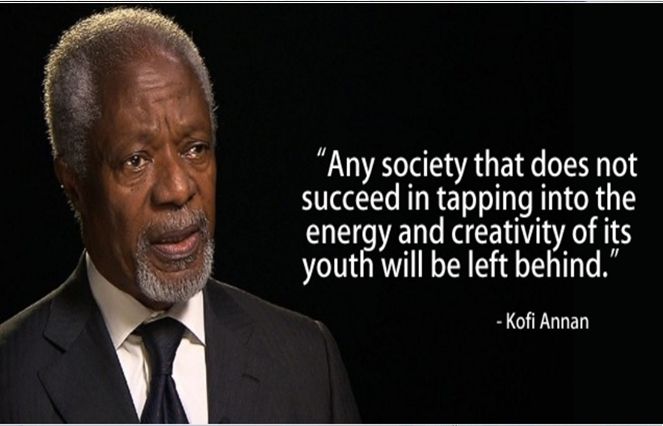 “Any society that does not
succeed in tapping into the
energy and creativity of its
youth will be left behind.”
- Kofi Annan